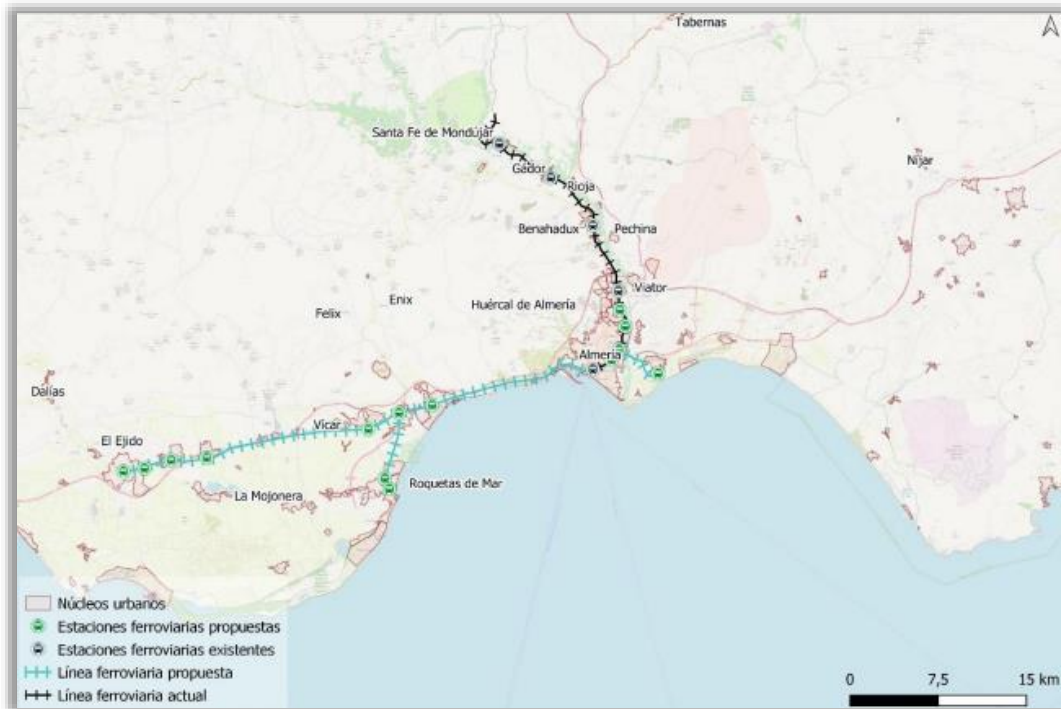 Tabernas
Santa Fe de Mondújar
Níjar
Gádor
Rioja
Benahadux
Pechina
Viator
Enix
Huércal de Almería
Felix
Almería
Dalías
Vícar
El Ejido
Roquetas de Mar
La Mojonera
Núcleos urbanos
Estaciones ferroviarias propuestas
Estaciones ferroviarias existentes
Línea ferroviaria propuesta
Línea ferroviaria actual
0 7,5 15 km